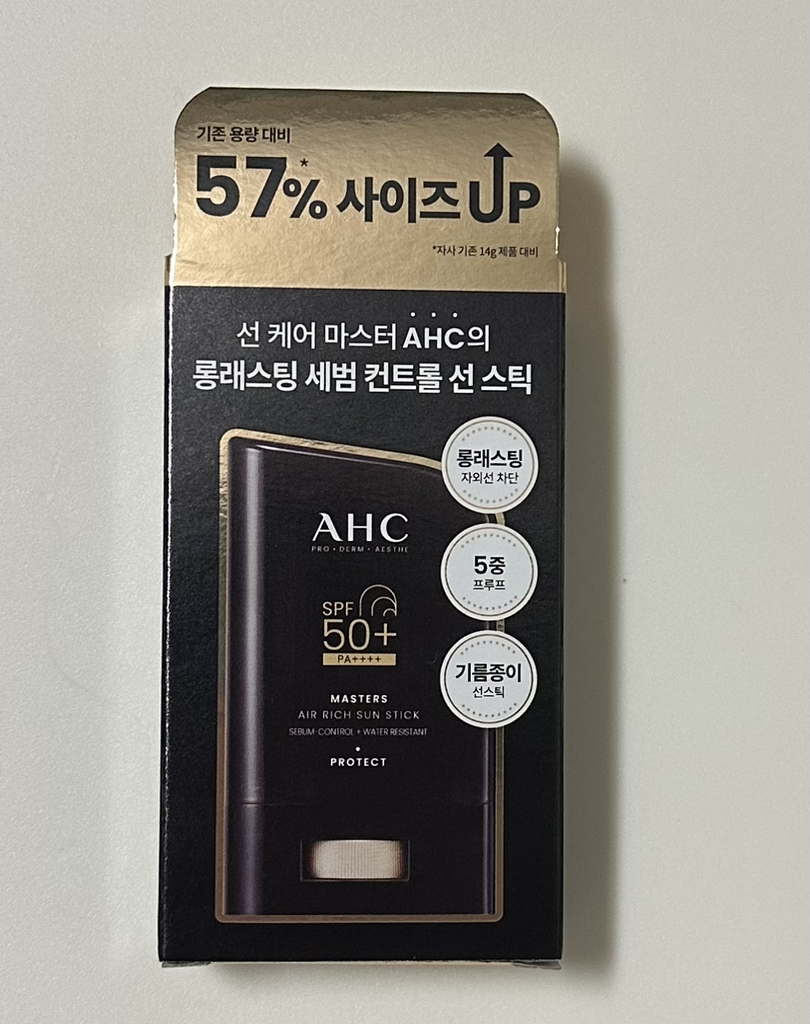 기존 용량 대비
57%* 사이즈 UP
*자사 기존 14g 제품 대비
선 케어 마스터 AHC의
롱래스팅 세범 컨트롤 선 스틱
롱래스팅
자외선 차단
AHC
PRO • DERM • AESTHE
5중
프루프
SPF
50+
PA++++
기름종이
선스틱
MASTERS
AIR RICH SUN STICK
SEBUM-CONTROL + WATER RESISTANT
PROTECT